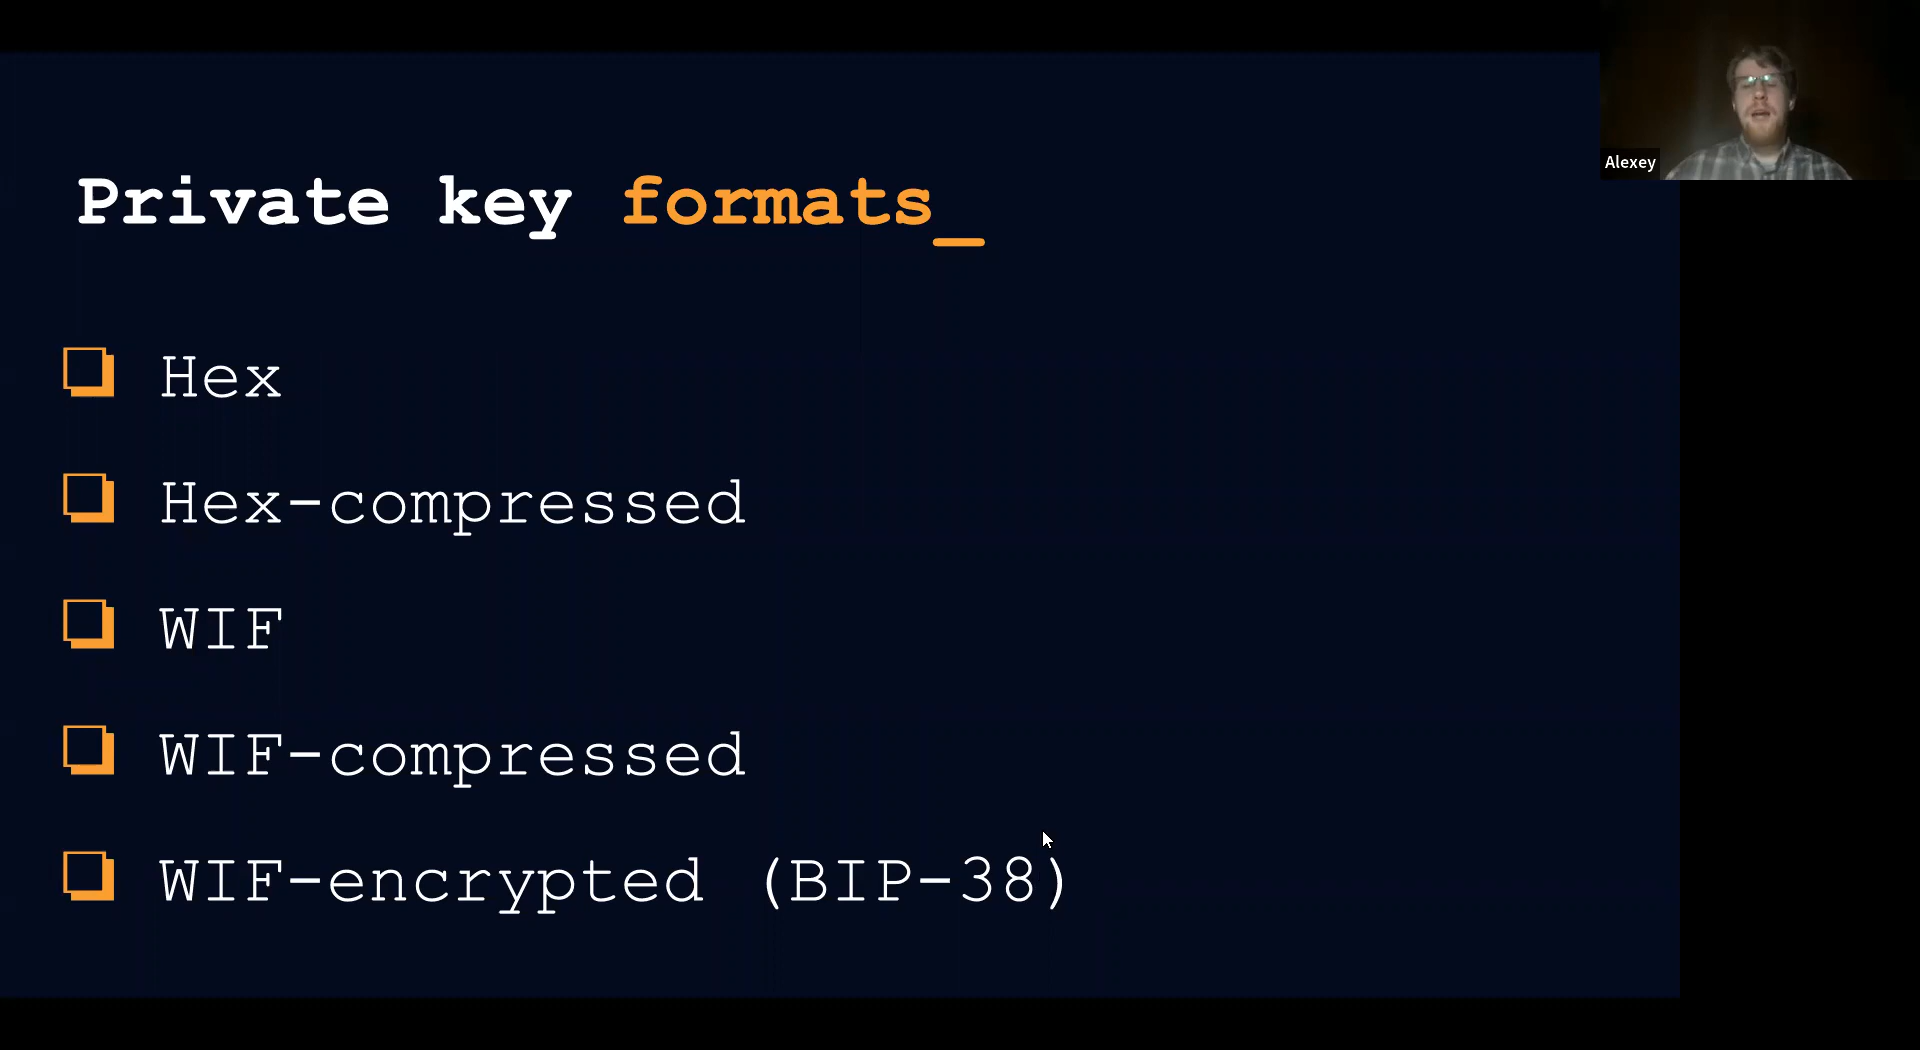 Alexey
Private key formats_
Hex
Hex-compressed
WIF
WIF-compressed
WIF-encrypted (BIP-38)